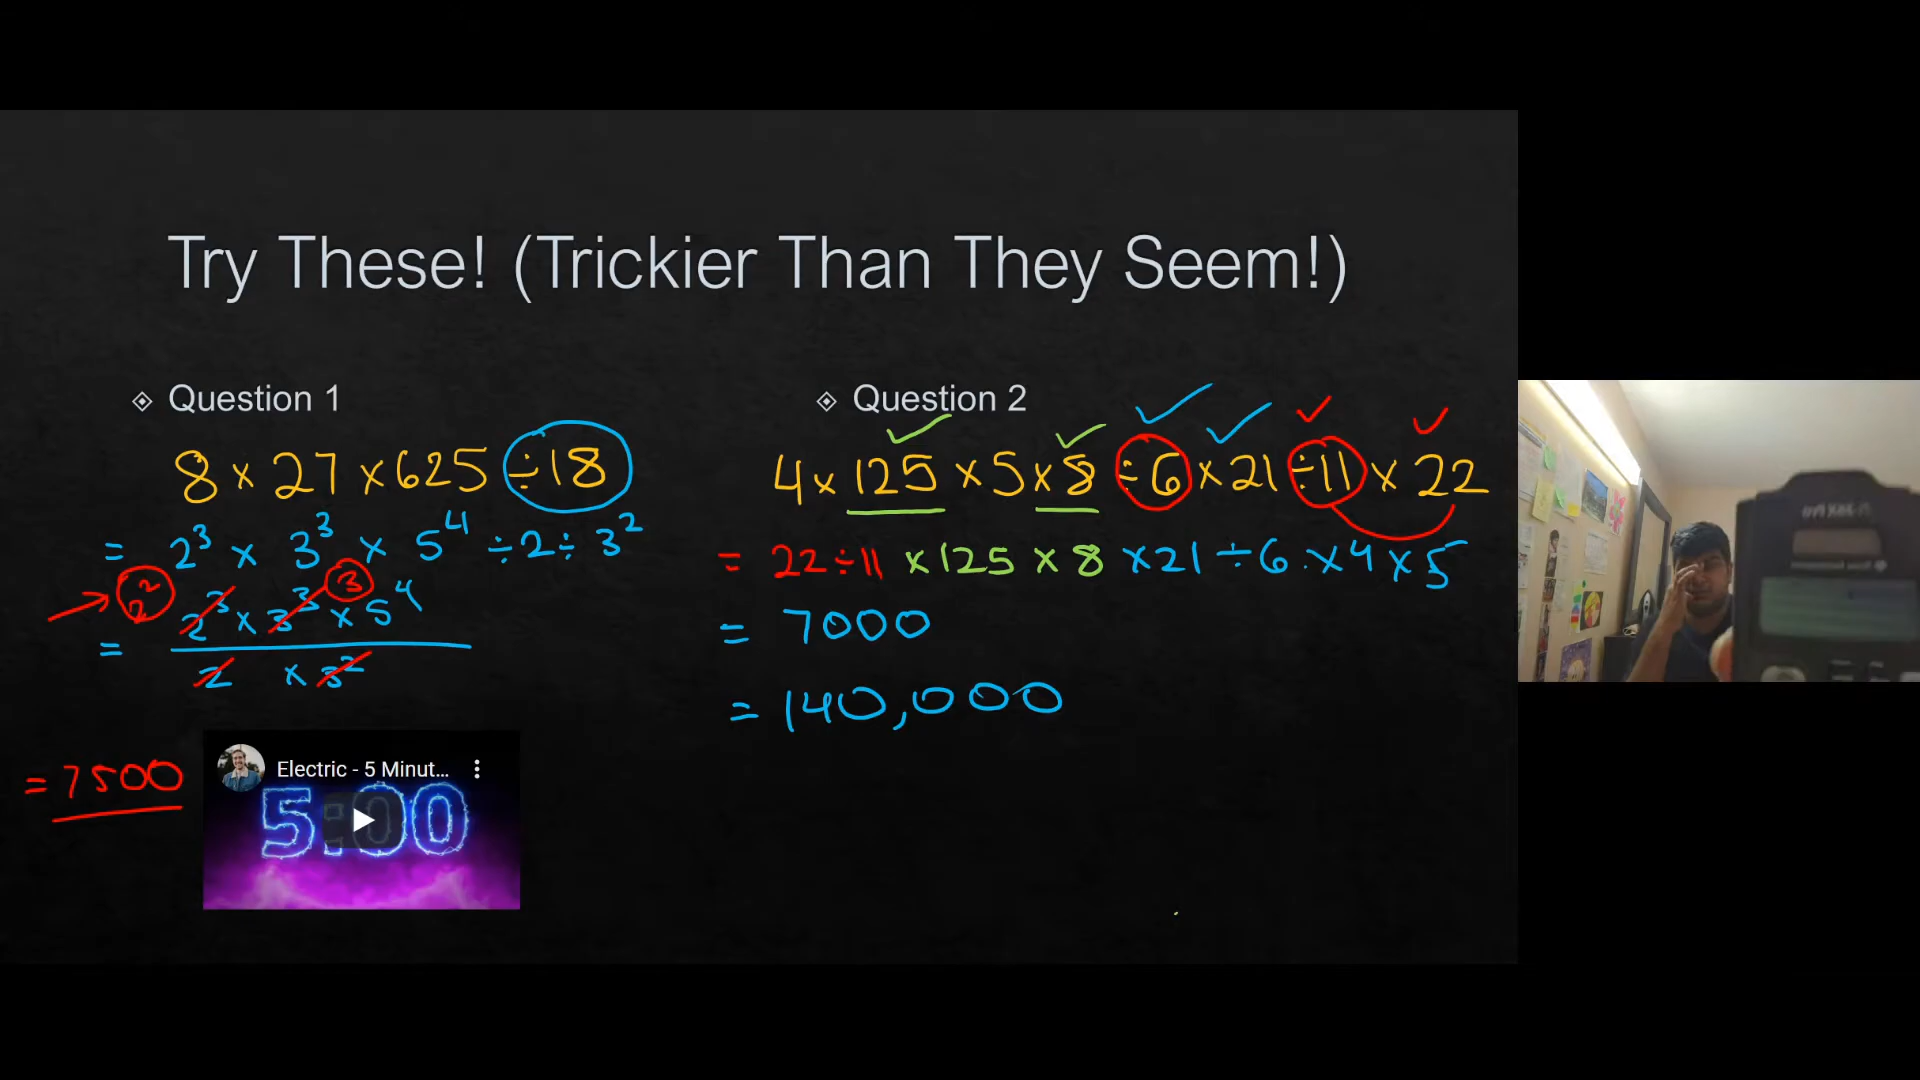 Try These! (Trickier Than They Seem!)
Question 1
8 × 27 × 625 ÷18
= 2³ × 3³ × 5⁴ ÷2÷ 3²
2² 3
= 2³ × 3³ × 5⁴
2 × 3²
= 7500
Electric - 5 Minut...
5:00
Question 2
4 × 125 × 5 × 8 ÷6 × 21 ÷11 × 22
= 22÷11 ×125 × 8 ×21 ÷6 ×4 ×5
= 7000
= 140,000